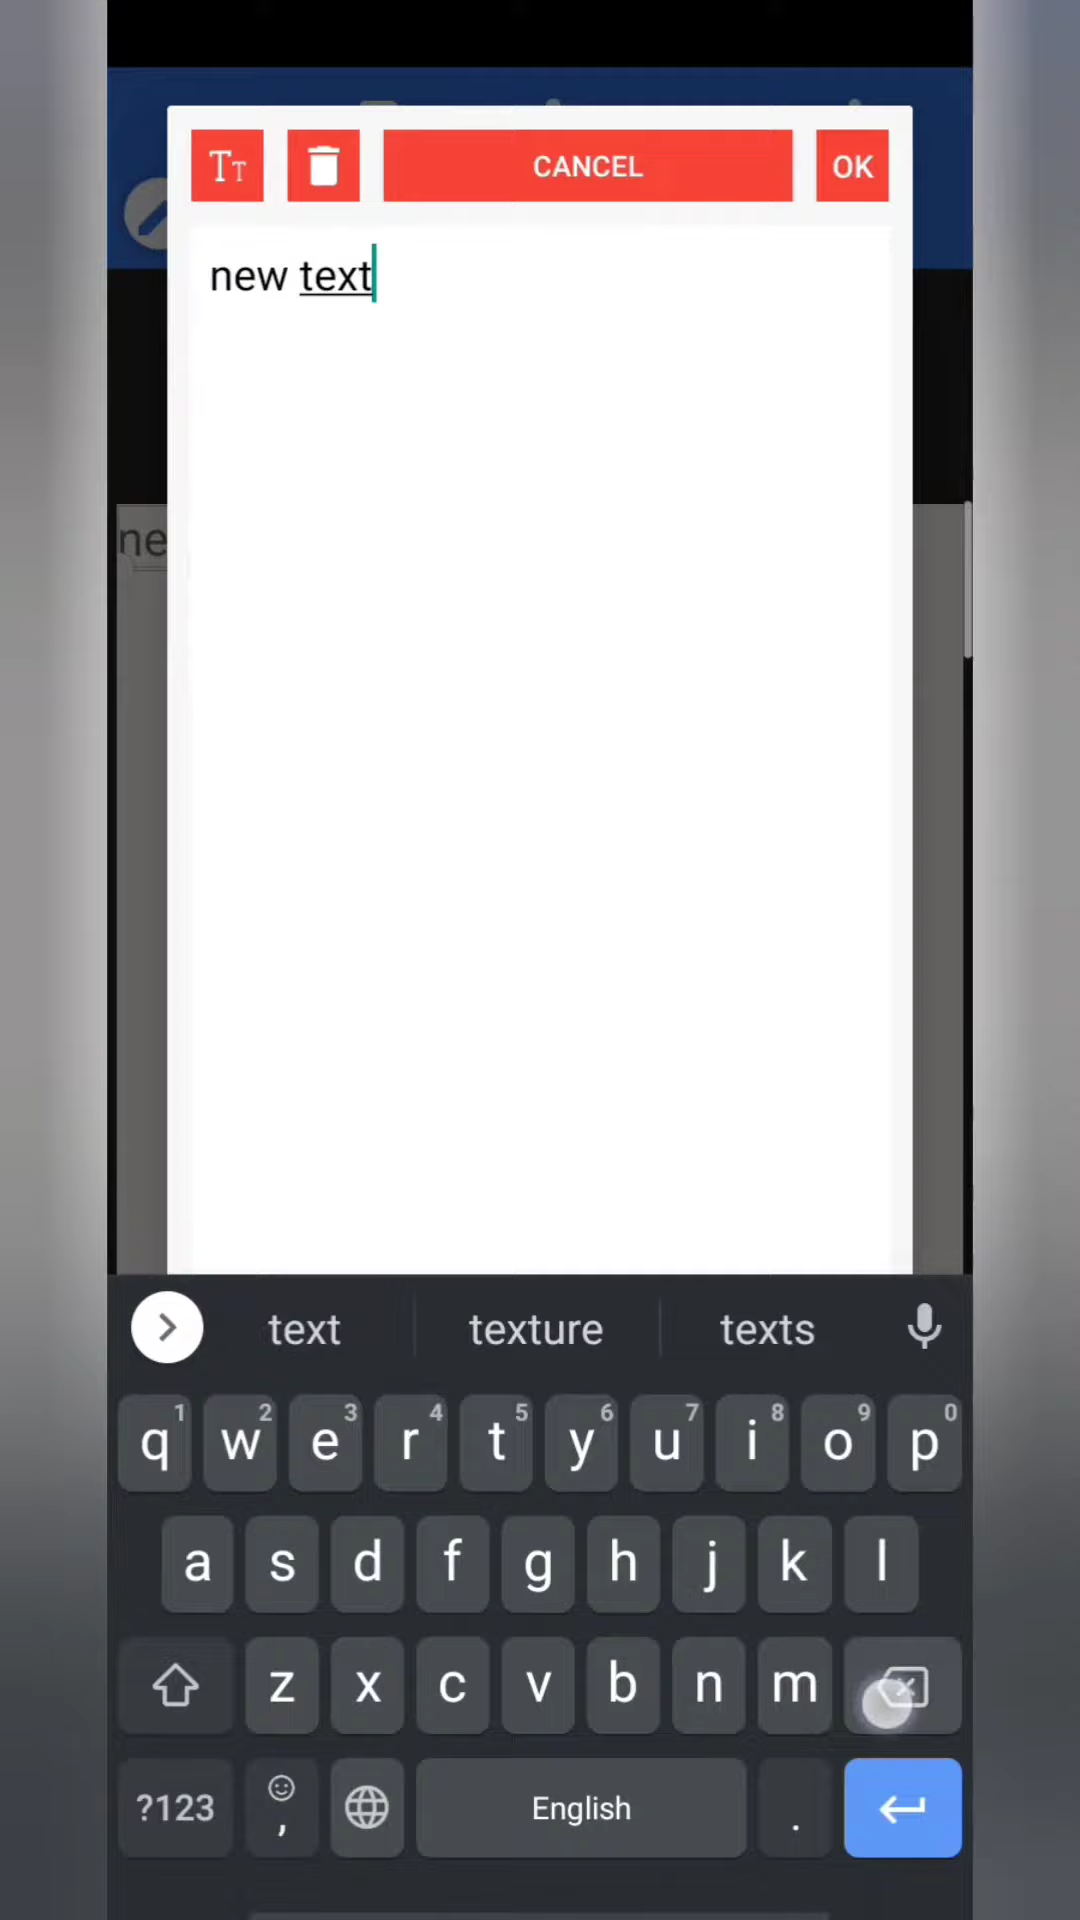 Tт CANCEL OK
new text
ne
text texture texts
1 2 3 4 5 6 7 8 9 0
q w e r t y u i o p
a s d f g h j k l
z x c v b n m
?123 , English .